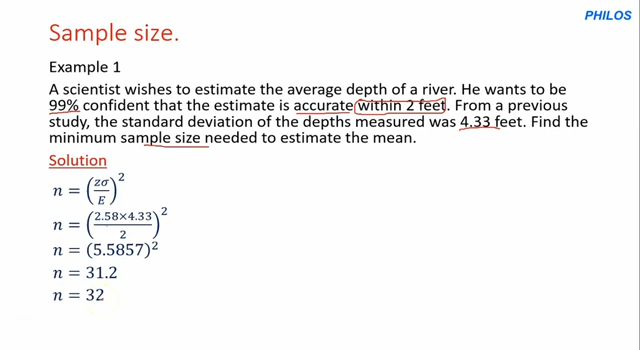 PHILOS
Sample size.
Example 1
A scientist wishes to estimate the average depth of a river. He wants to be
99% confident that the estimate is accurate within 2 feet. From a previous
study, the standard deviation of the depths measured was 4.33 feet. Find the
minimum sample size needed to estimate the mean.
Solution
n = (zσ/E)²
n = (2.58×4.33/2)²
n = (5.5857)²
n = 31.2
n = 32